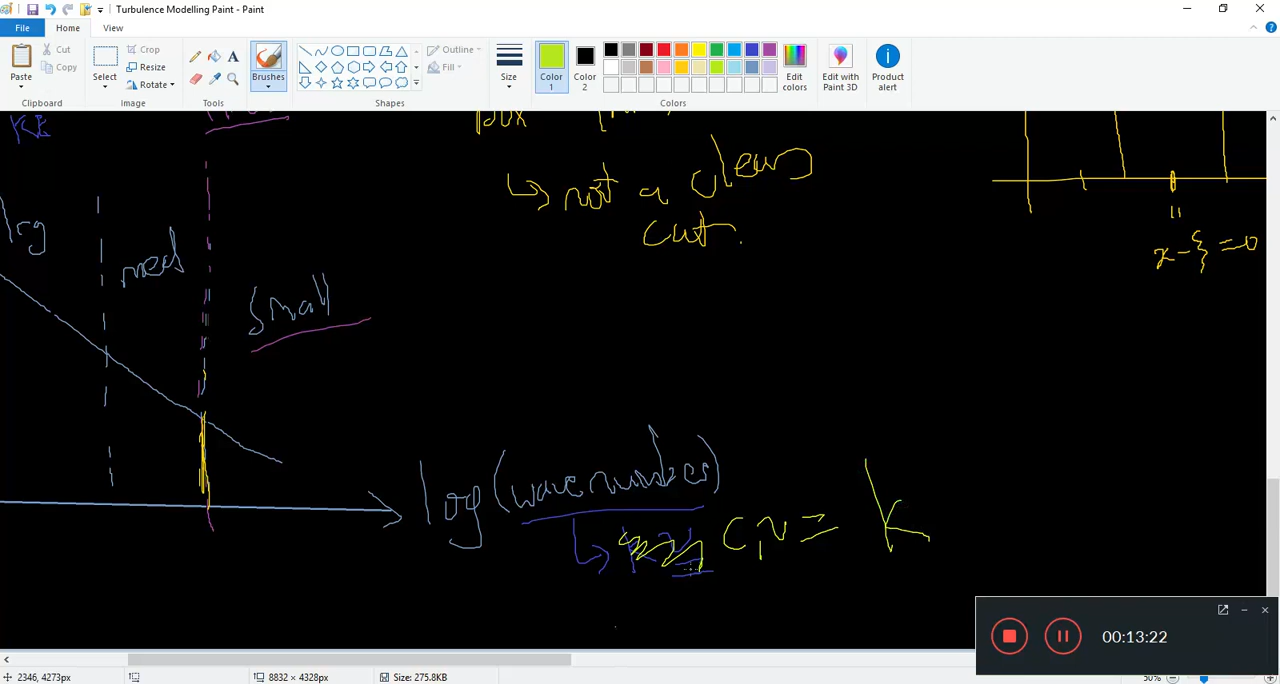 Turbulence Modelling Paint - Paint
File Home View
Paste
Cut
Copy
Clipboard
Select
Crop
Resize
Rotate
Image
Tools
Brushes
Shapes
Outline
Fill
Size
Color 1
Color 2
Colors
Edit colors
Edit with Paint 3D
Product alert
KE
box
not a clean
cut.
lrg
med
small
x - ξ = 0
log (wave number)
= k
00:13:22
2346, 4273px
8832 × 4328px
Size: 275.8KB
50%